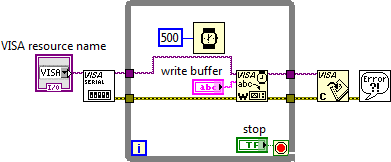 500
VISA resource name
VISA
I/O
VISA
SERIAL
write buffer
abc
VISA
abc
W
VISA
C
Error
?!
stop
TF
i